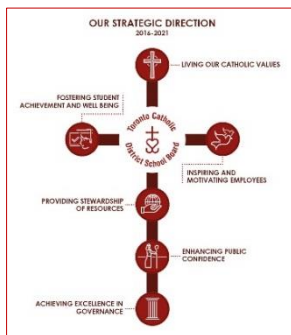 OUR STRATEGIC DIRECTION
2016-2021
LIVING OUR CATHOLIC VALUES
FOSTERING STUDENT
ACHIEVEMENT AND WELL BEING
Toronto Catholic
District School Board
INSPIRING AND
MOTIVATING EMPLOYEES
PROVIDING STEWARDSHIP
OF RESOURCES
ENHANCING PUBLIC
CONFIDENCE
ACHIEVING EXCELLENCE IN
GOVERNANCE